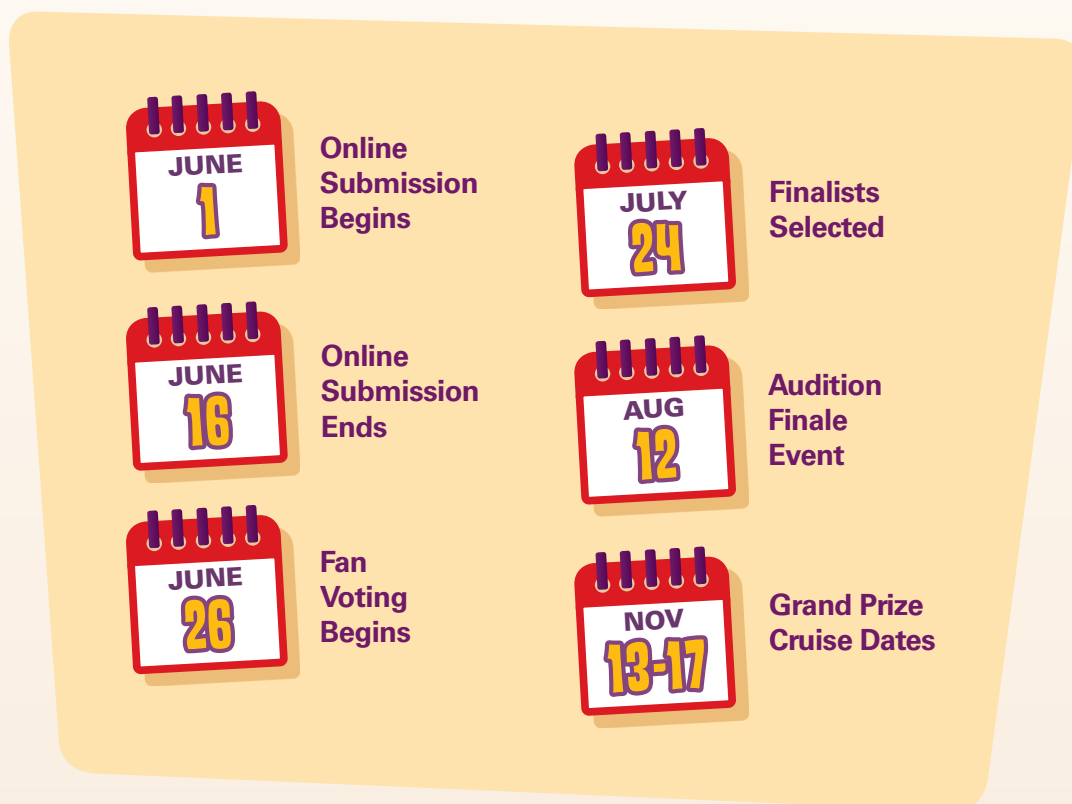 JUNE
1
Online
Submission
Begins
JUNE
16
Online
Submission
Ends
JUNE
26
Fan
Voting
Begins
JULY
24
Finalists
Selected
AUG
12
Audition
Finale
Event
NOV
13-17
Grand Prize
Cruise Dates